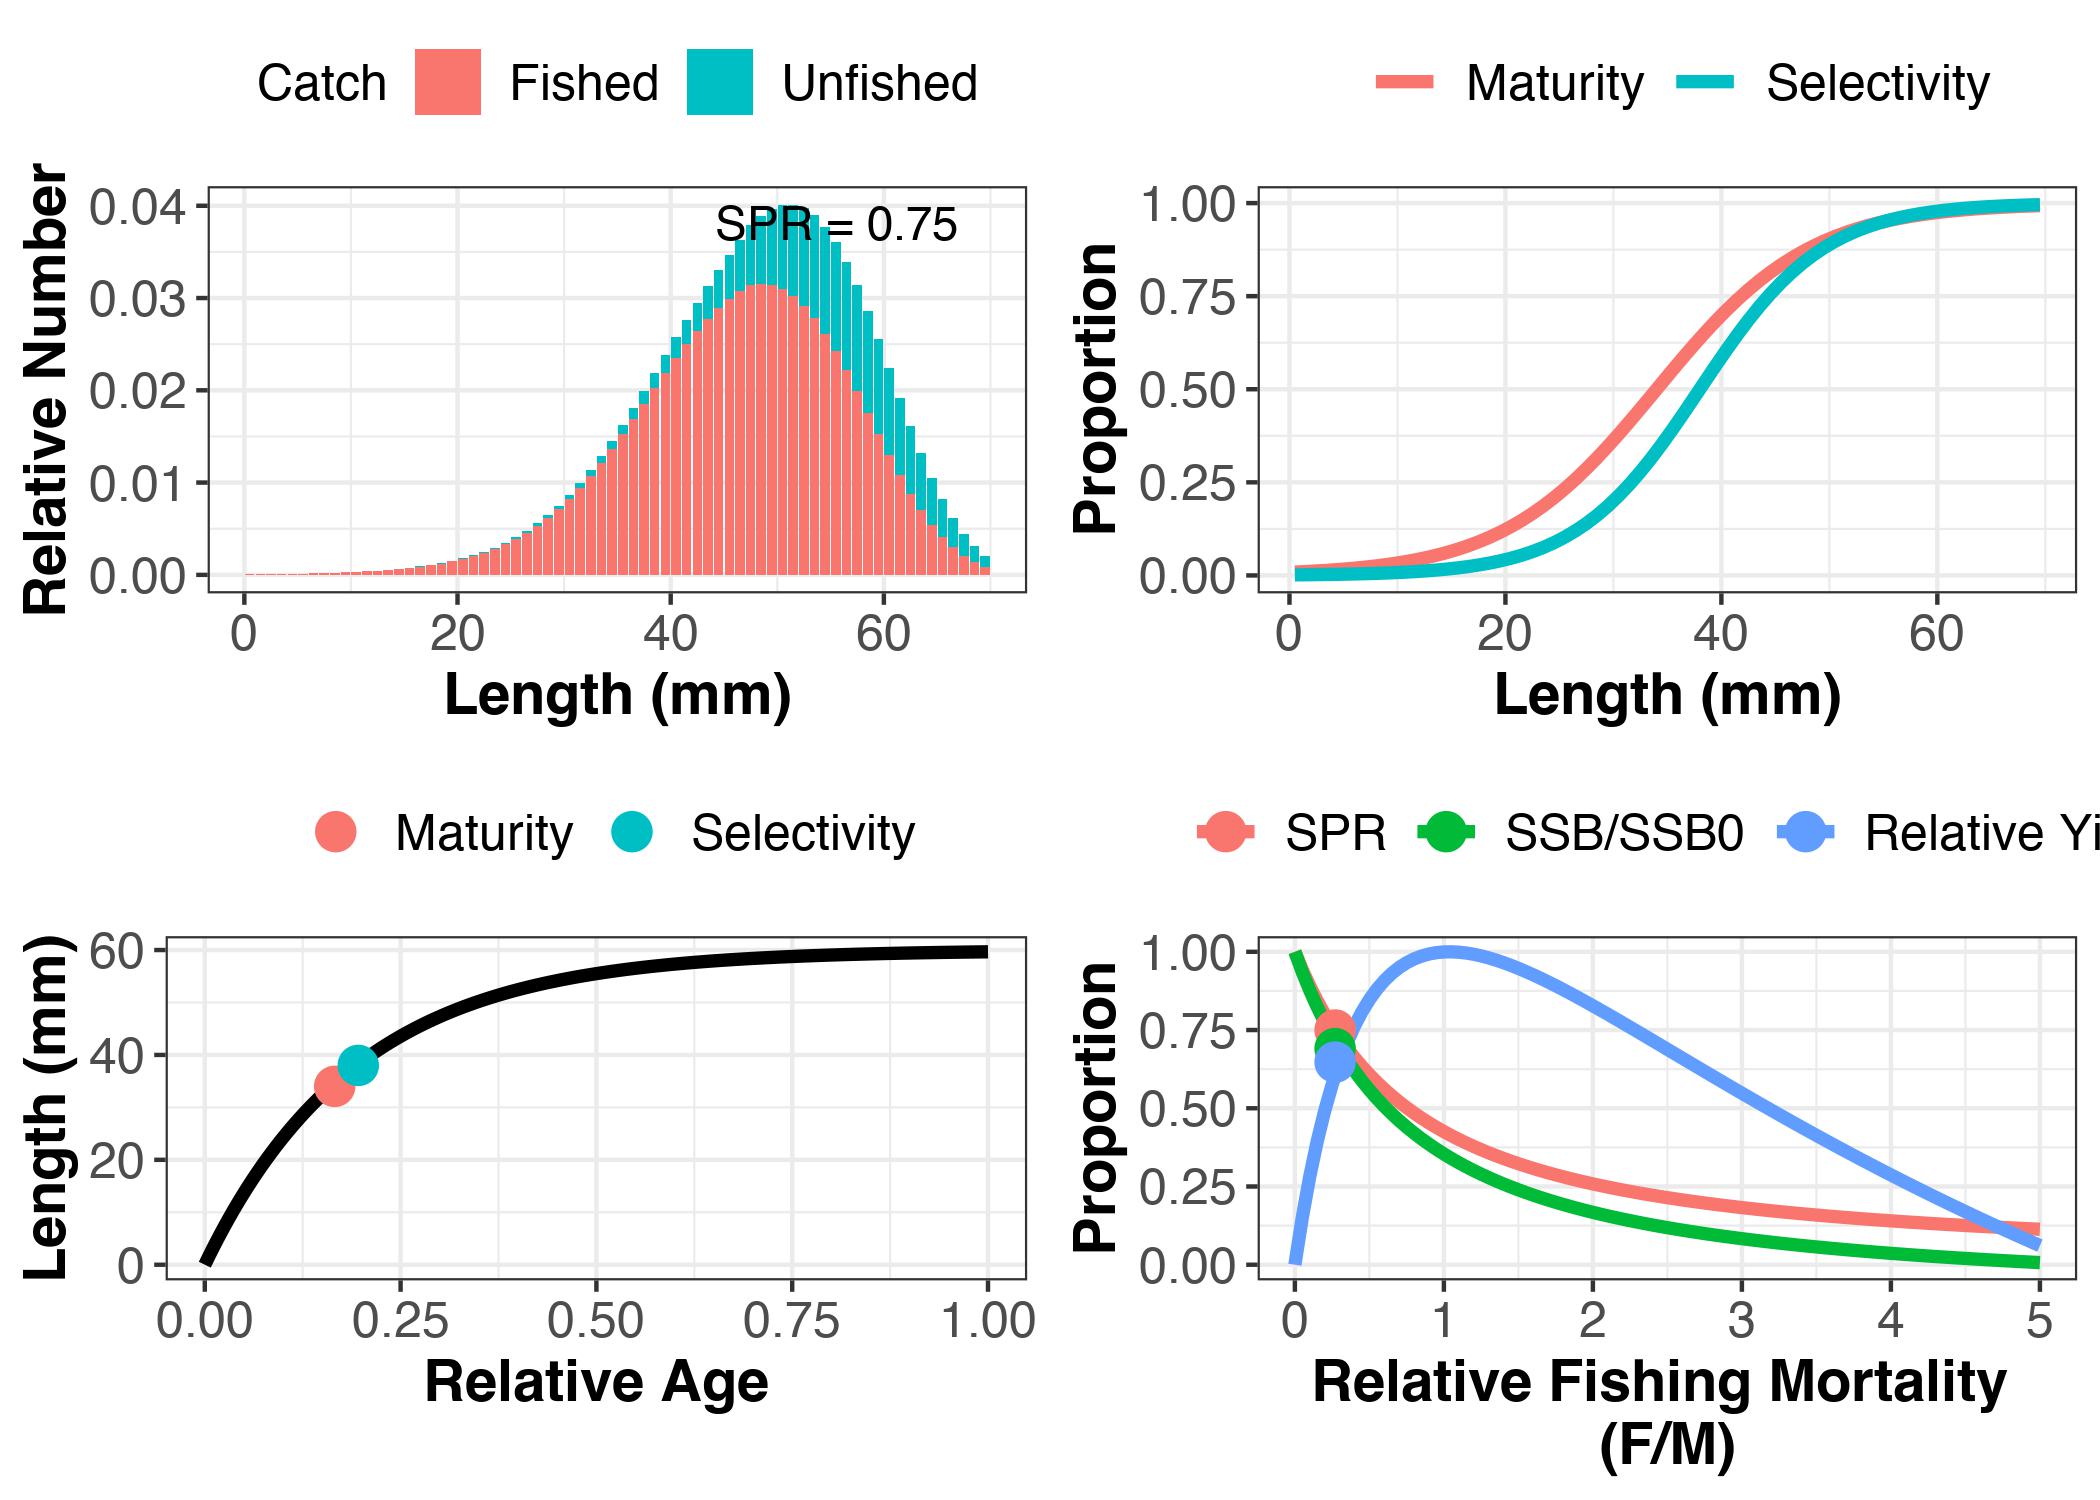 Catch Fished Unfished
SPR = 0.75
Relative Number
0.04
0.03
0.02
0.01
0.00
0 20 40 60
Length (mm)
Maturity Selectivity
Proportion
1.00
0.75
0.50
0.25
0.00
0 20 40 60
Length (mm)
Maturity Selectivity
Length (mm)
60
40
20
0
0.00 0.25 0.50 0.75 1.00
Relative Age
SPR SSB/SSB0 Relative Yi
Proportion
1.00
0.75
0.50
0.25
0.00
0 1 2 3 4 5
Relative Fishing Mortality
(F/M)